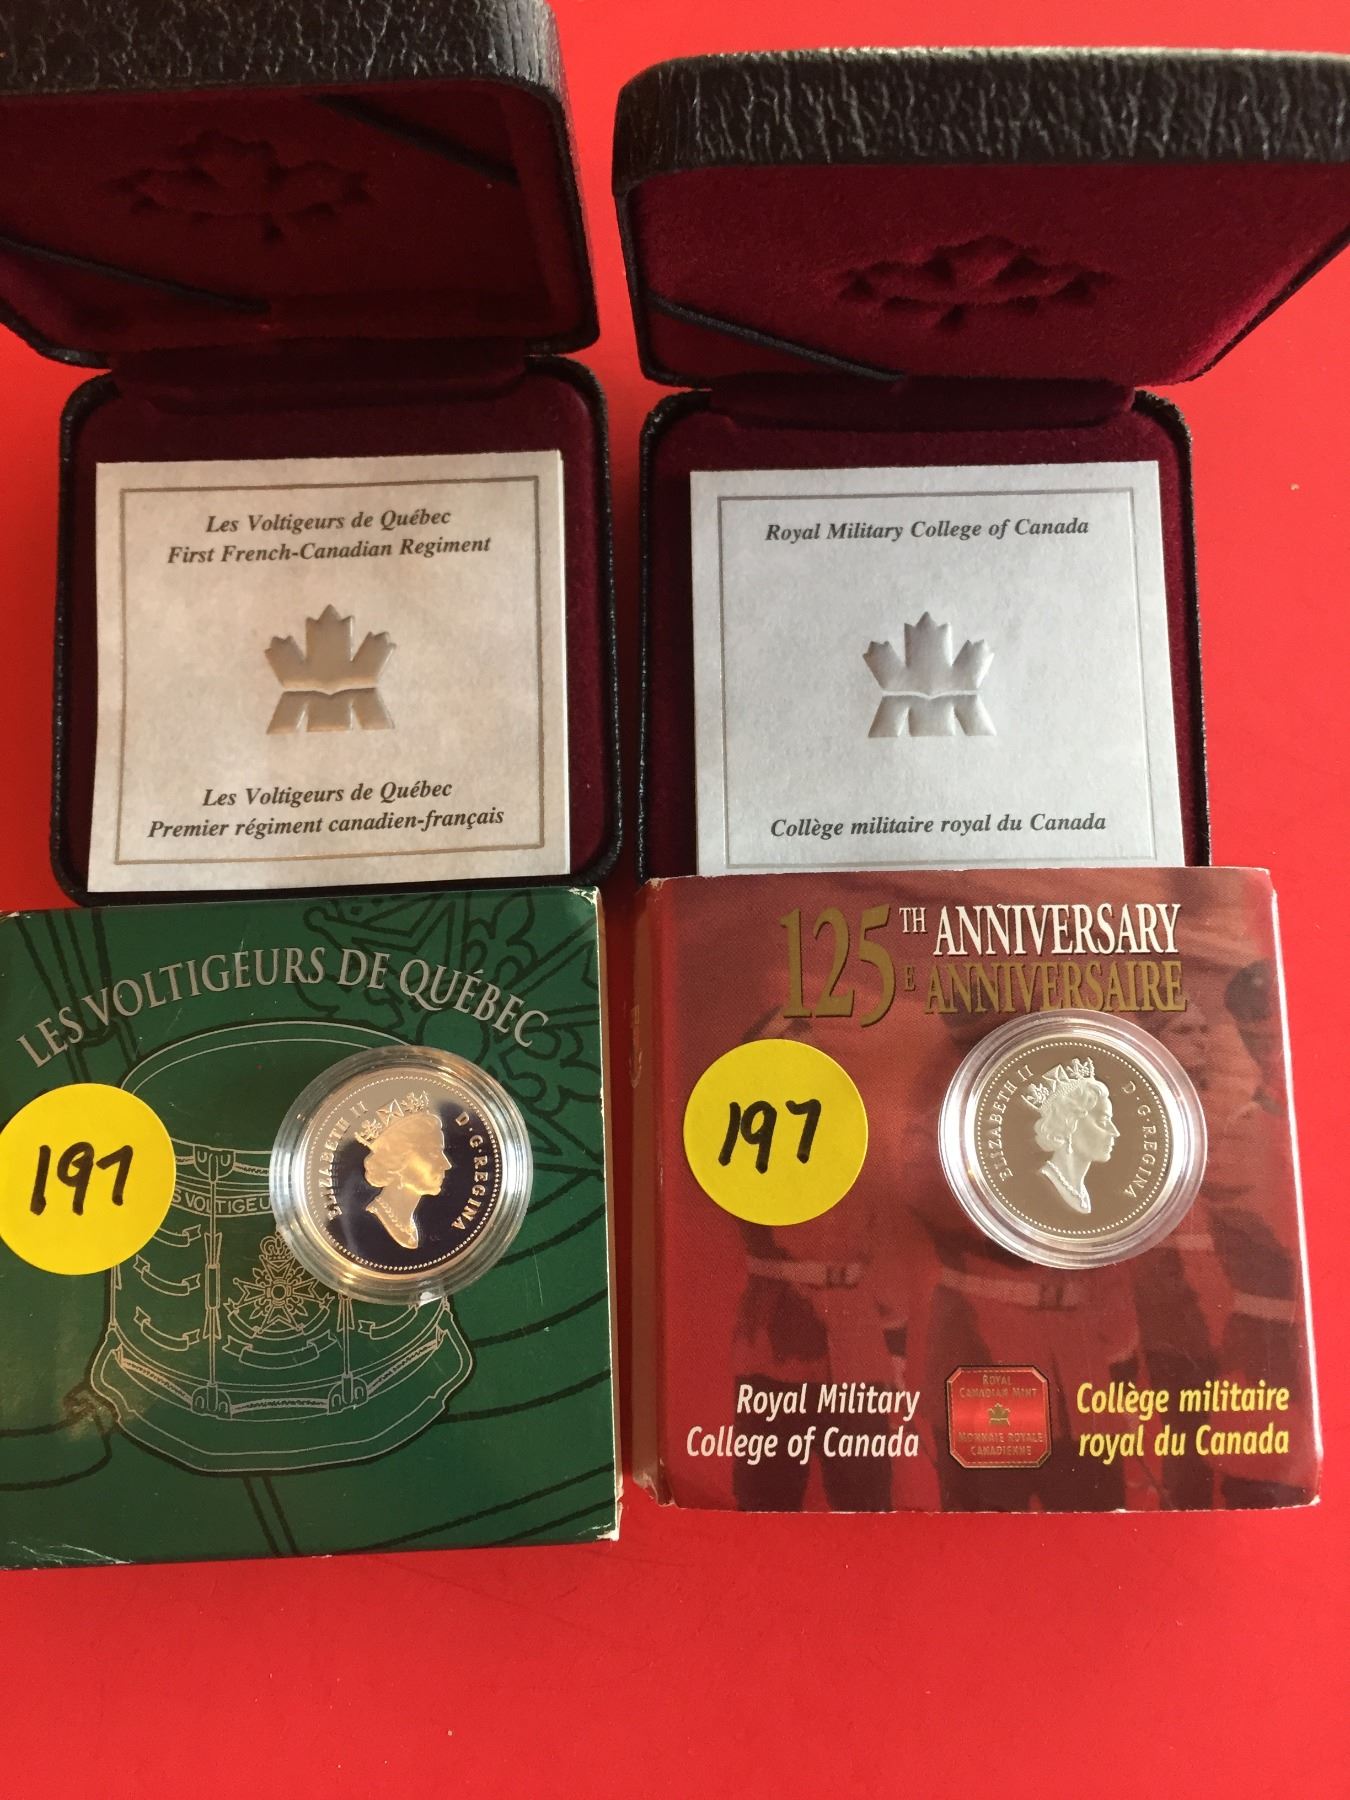 Les Voltigeurs de Québec
First French-Canadian Regiment
Les Voltigeurs de Québec
Premier régiment canadien-français
Royal Military College of Canada
Collège militaire royal du Canada
LES VOLTIGEURS DE QUÉBEC
197
S VOLTIGEU
ELIZABETH II D·G·REGINA
125TH ANNIVERSARY
E ANNIVERSAIRE
197
ELIZABETH II D·G·REGINA
Royal Military
College of Canada
ROYAL
CANADIAN MINT
MONNAIE ROYALE
CANADIENNE
Collège militaire
royal du Canada